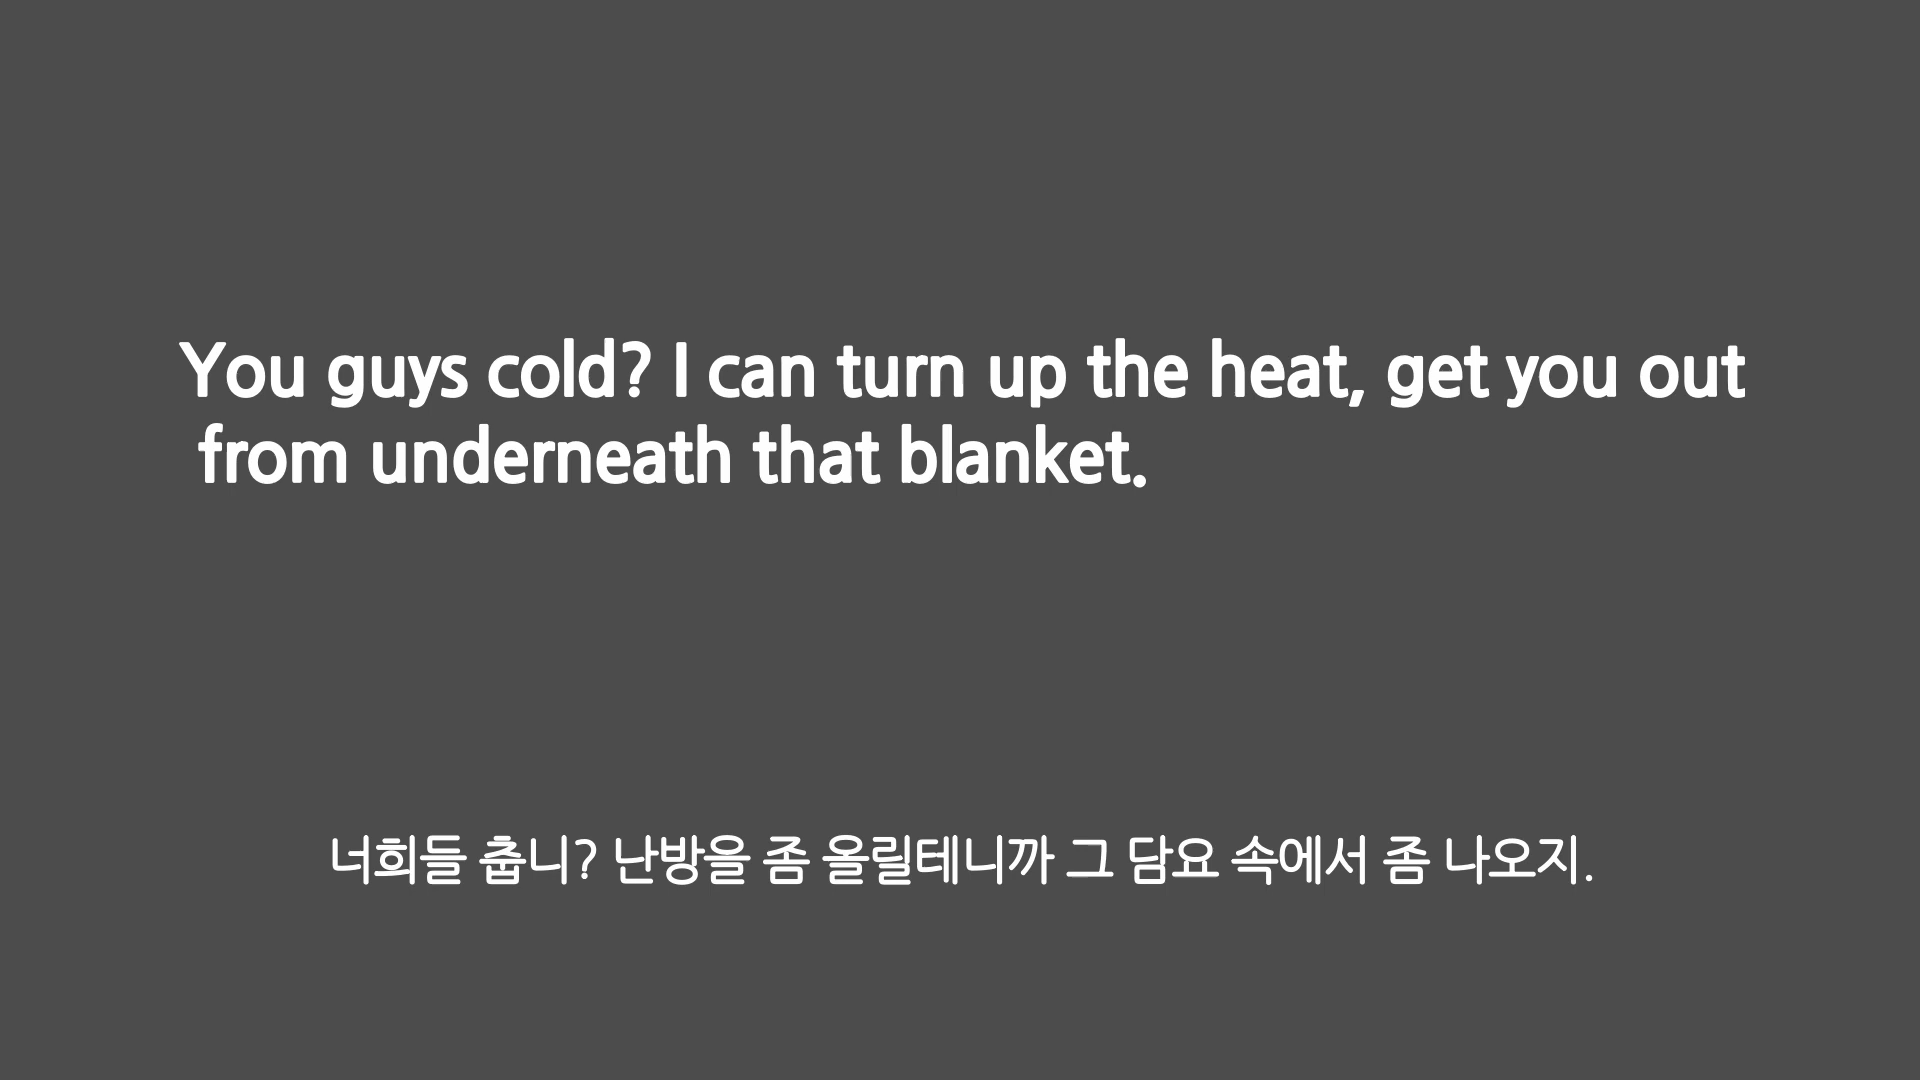 You guys cold? I can turn up the heat, get you out
from underneath that blanket.
너희들 춥니? 난방을 좀 올릴테니까 그 담요 속에서 좀 나오지.